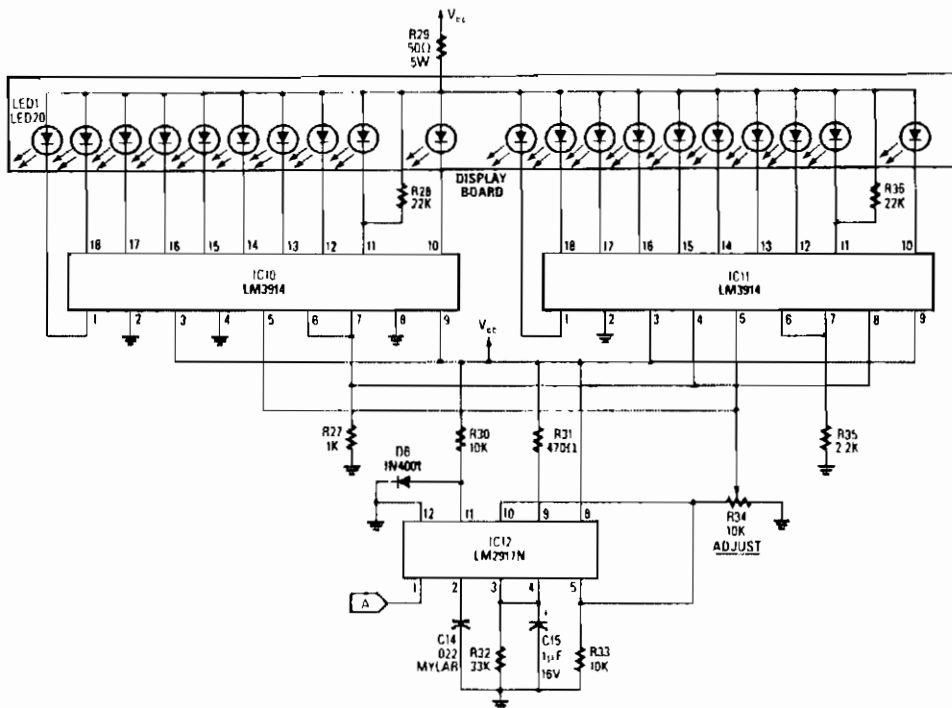 Vcc
R29
50Ω
5W
LED1
LED20
DISPLAY
BOARD
R28
22K
R36
22K
18 17 16 15 14 13 12 11 10
18 17 16 15 14 13 12 11 10
IC10
LM3914
IC11
LM3914
1 2 3 4 5 6 7 8 9
1 2 3 4 5 6 7 8 9
Vcc
R27
1K
R30
10K
R31
470Ω
R35
2.2K
D8
1N4001
12 11 10 9 8
R34
10K
ADJUST
IC12
LM2917N
A
1 2 3 4 5
C14
022
MYLAR
R32
33K
+
C15
1µF
16V
R33
10K